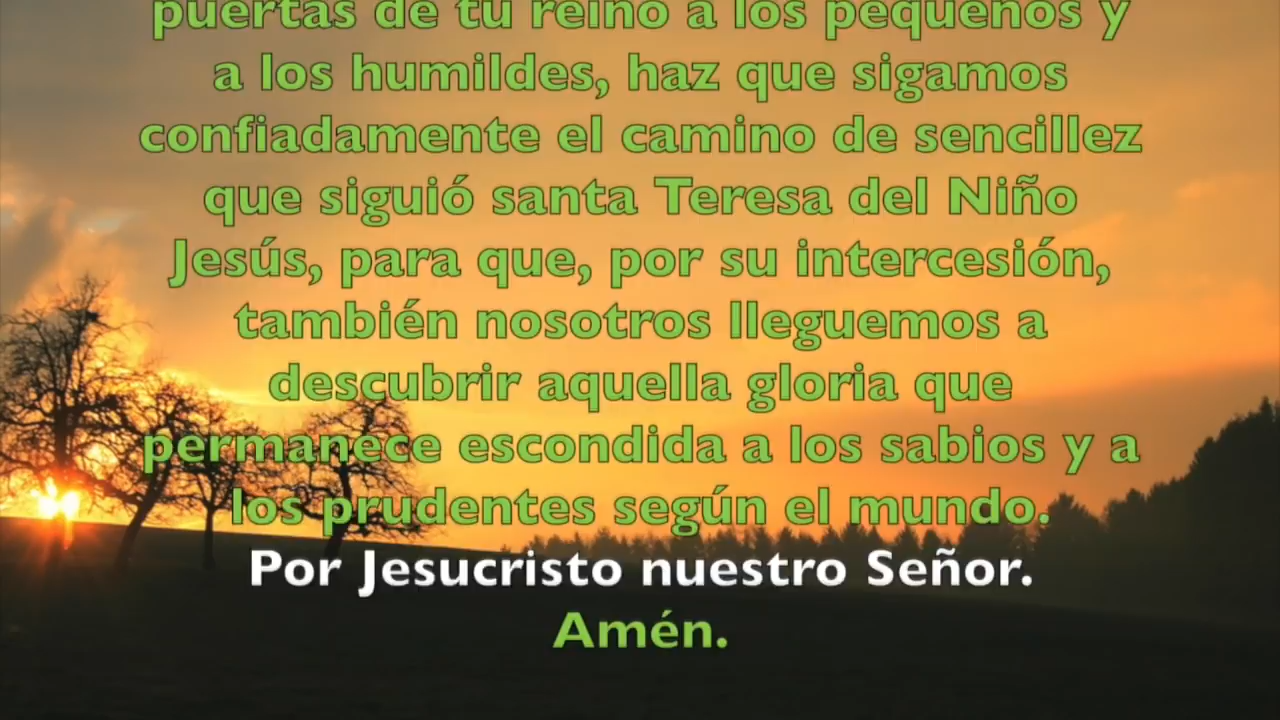 puertas de tu reino a los pequeños y
a los humildes, haz que sigamos
confiadamente el camino de sencillez
que siguió santa Teresa del Niño
Jesús, para que, por su intercesión,
también nosotros lleguemos a
descubrir aquella gloria que
permanece escondida a los sabios y a
los prudentes según el mundo.
Por Jesucristo nuestro Señor.
Amén.